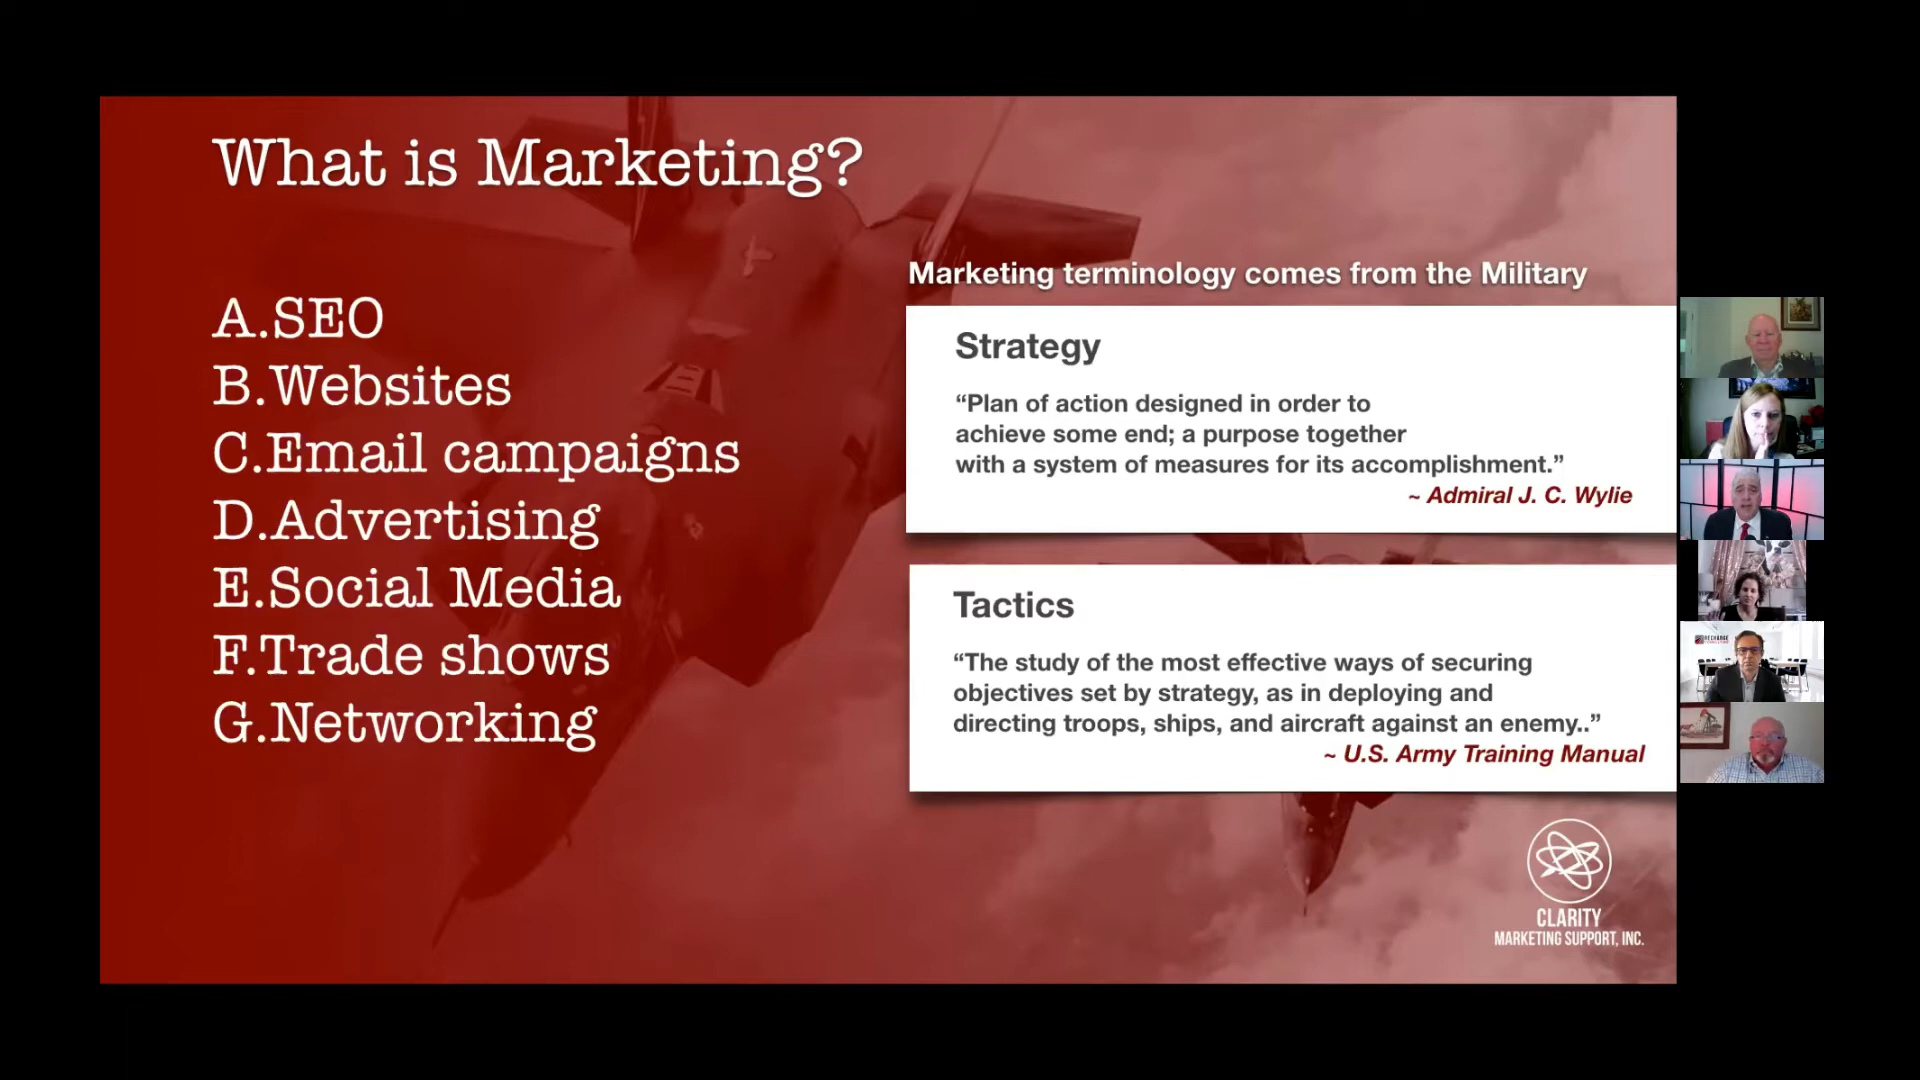 What is Marketing?
A.SEO
B.Websites
C.Email campaigns
D.Advertising
E.Social Media
F.Trade shows
G.Networking
Marketing terminology comes from the Military
Strategy
“Plan of action designed in order to
achieve some end; a purpose together
with a system of measures for its accomplishment.”
~ Admiral J. C. Wylie
Tactics
“The study of the most effective ways of securing
objectives set by strategy, as in deploying and
directing troops, ships, and aircraft against an enemy..”
~ U.S. Army Training Manual
CLARITY
MARKETING SUPPORT, INC.